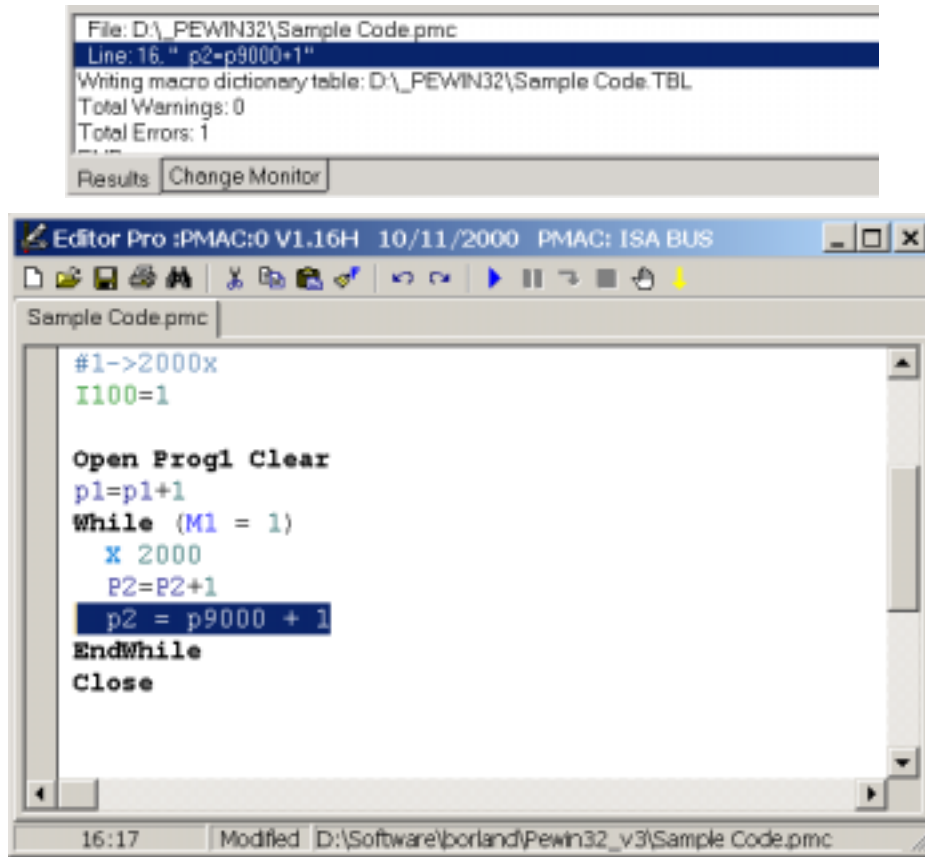 File: D:\_PEWIN32\Sample Code.pmc
Line: 16, " p2=p9000+1"
Writing macro dictionary table: D:\_PEWIN32\Sample Code.TBL
Total Warnings: 0
Total Errors: 1
Results Change Monitor
Editor Pro :PMAC:0 V1.16H 10/11/2000 PMAC: ISA BUS
Sample Code.pmc
#1->2000x
I100=1
Open Prog1 Clear
p1=p1+1
While (M1 = 1)
X 2000
P2=P2+1
p2 = p9000 + 1
EndWhile
Close
16:17 Modified D:\Software\borland\Pewin32_v3\Sample Code.pmc